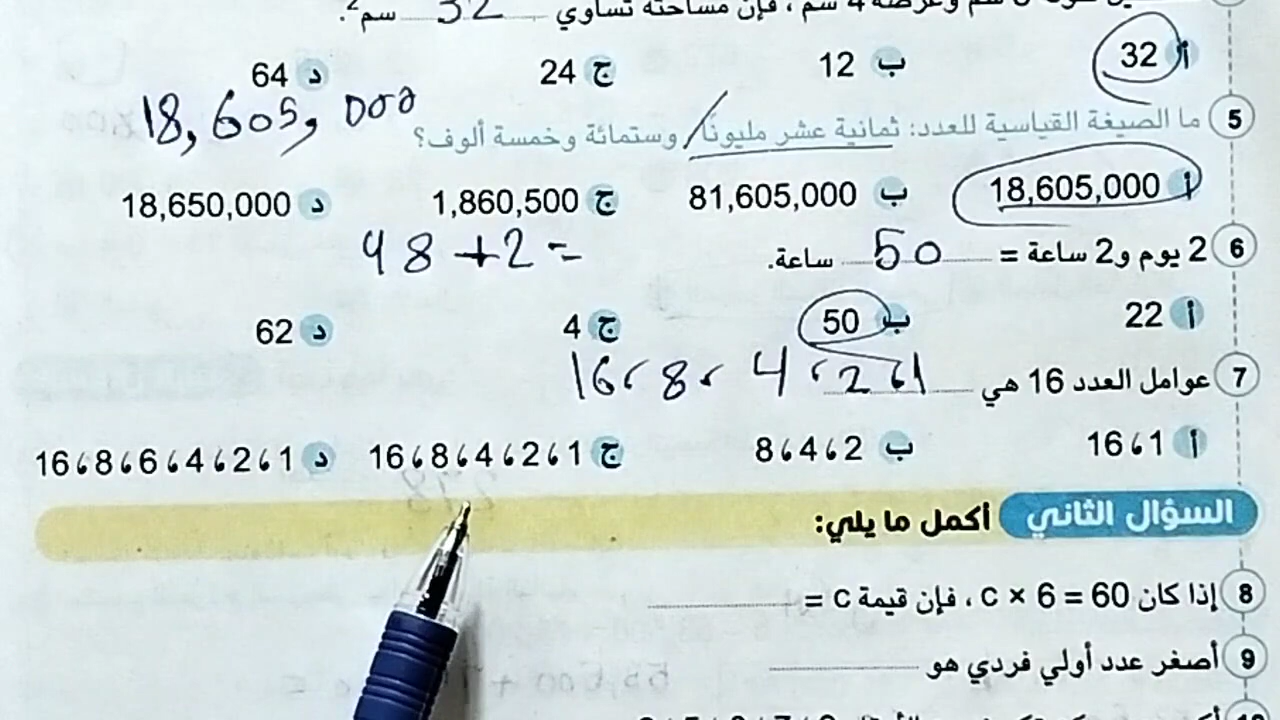 وعرضه 4 سم ، فإن مساحته تساوي 32 سم².
أ 32 ب 12 ج 24 د 64
18,605,000
5 ما الصيغة القياسية للعدد: ثمانية عشر مليونًا / وستمائة وخمسة ألوف؟
أ 18,605,000 ب 81,605,000 ج 1,860,500 د 18,650,000
48 + 2 =
6 2 يوم و2 ساعة = 50 ساعة.
أ 22 ب 50 ج 4 د 62
7 عوامل العدد 16 هي 1، 2، 4، 8، 16
أ 1، 16 ب 2، 4، 8 ج 1، 2، 4، 8، 16 د 1، 2، 4، 6، 8، 16
السؤال الثاني أكمل ما يلي:
8 إذا كان c × 6 = 60 ، فإن قيمة c =
9 أصغر عدد أولي فردي هو